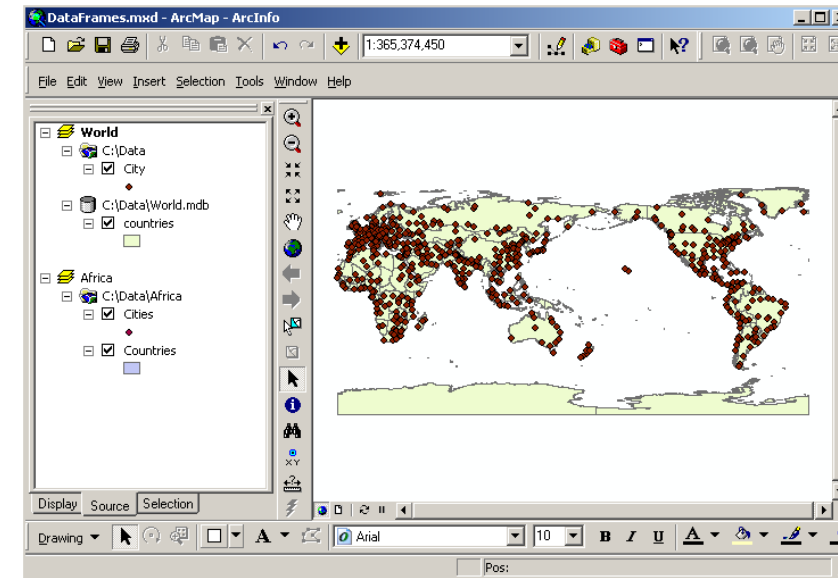 DataFrames.mxd - ArcMap - ArcInfo
1:365,374,450
File Edit View Insert Selection Tools Window Help
World
C:\Data
City
C:\Data\World.mdb
countries
Africa
C:\Data\Africa
Cities
Countries
XY
Display Source Selection
Drawing A Arial 10 B I U A
Pos: